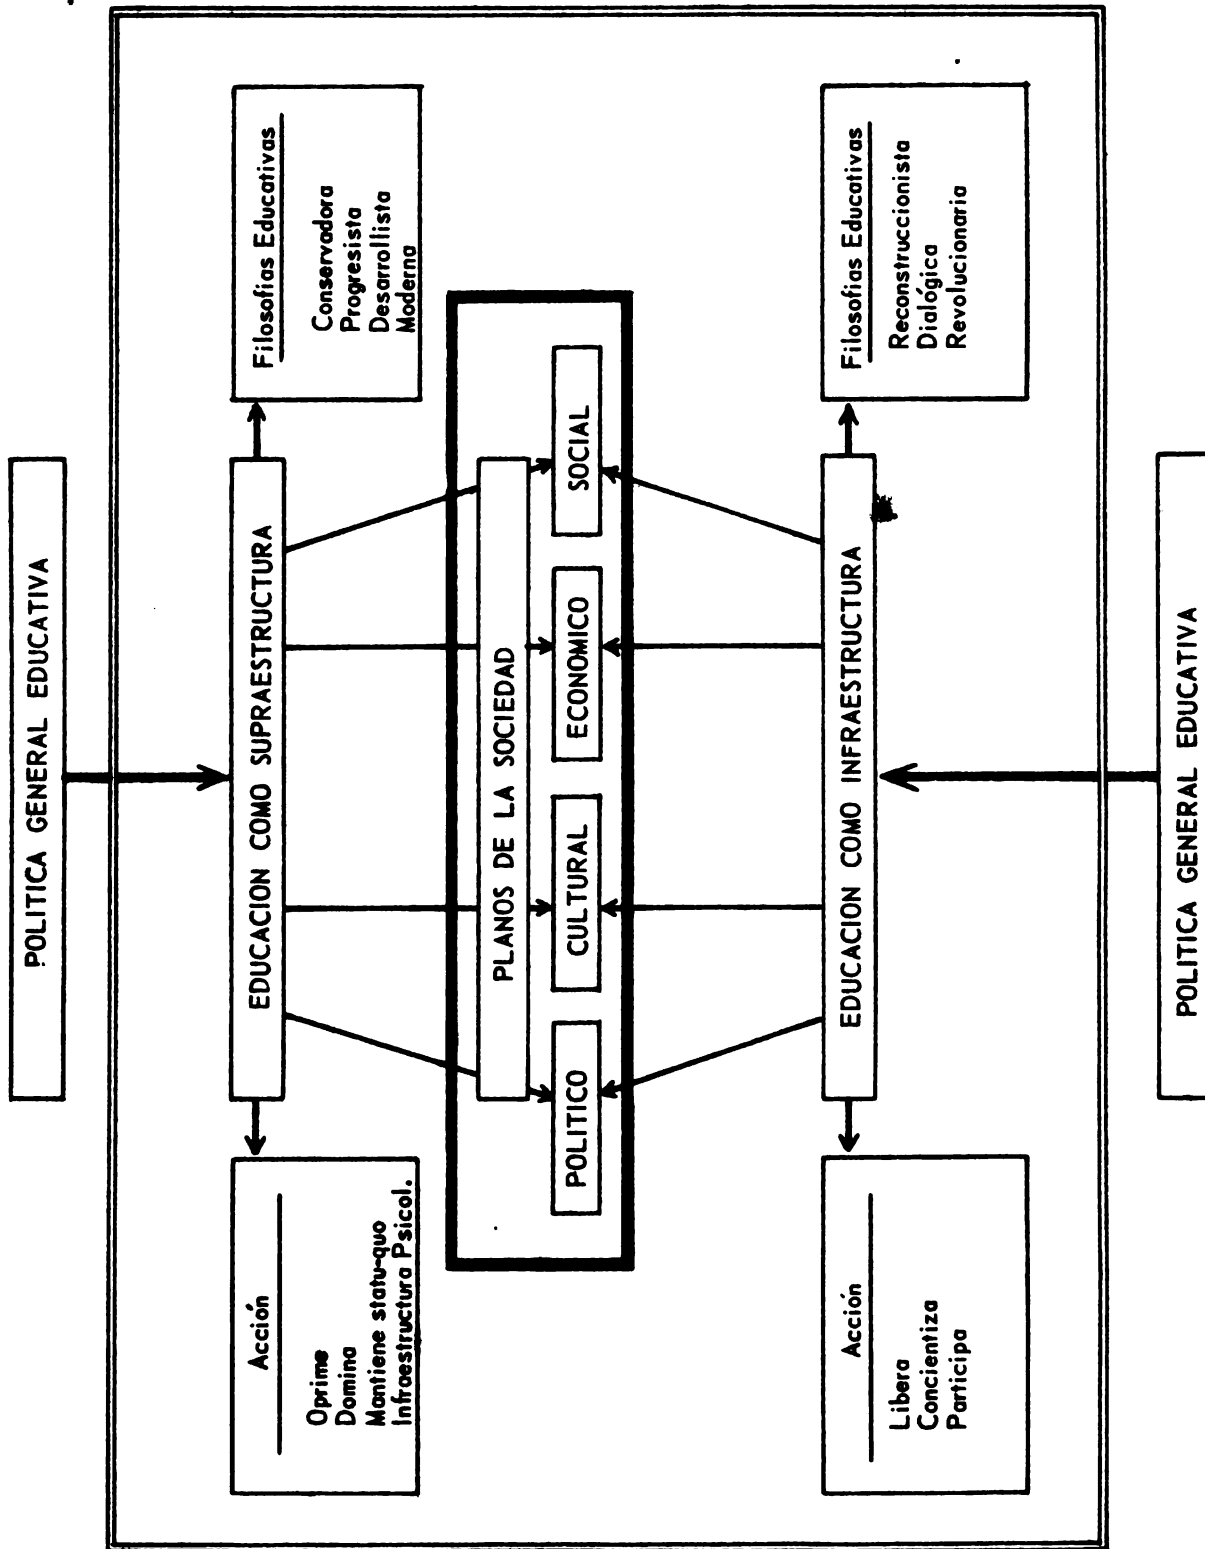 POLITICA GENERAL EDUCATIVA
EDUCACION COMO SUPRAESTRUCTURA
Acción
Oprime
Domina
Mantiene statu-quo
Infraestructura Psicol.
Filosofias Educativas
Conservadora
Progresista
Desarrollista
Moderna
PLANOS DE LA SOCIEDAD
POLITICO
CULTURAL
ECONOMICO
SOCIAL
EDUCACION COMO INFRAESTRUCTURA
Acción
Libera
Concientiza
Participa
Filosofias Educativas
Reconstruccionista
Dialógica
Revolucionaria
POLITICA GENERAL EDUCATIVA